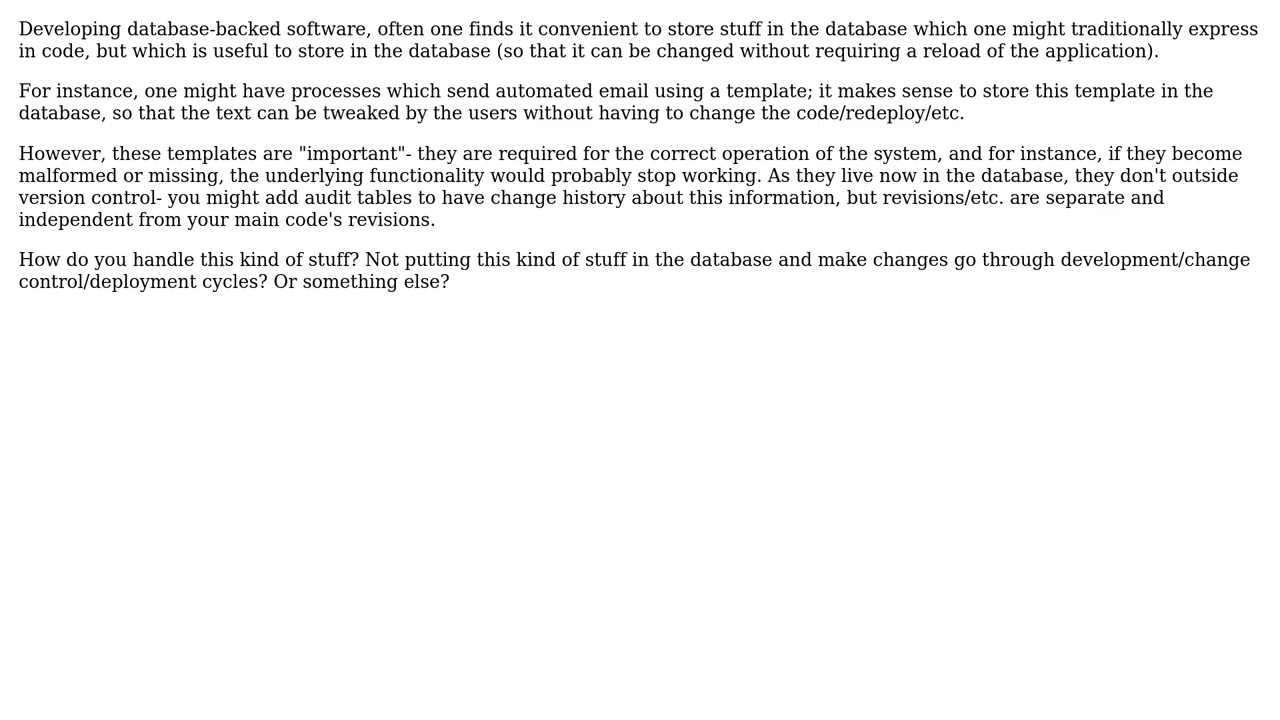 Developing database-backed software, often one finds it convenient to store stuff in the database which one might traditionally express
in code, but which is useful to store in the database (so that it can be changed without requiring a reload of the application).
For instance, one might have processes which send automated email using a template; it makes sense to store this template in the
database, so that the text can be tweaked by the users without having to change the code/redeploy/etc.
However, these templates are "important"- they are required for the correct operation of the system, and for instance, if they become
malformed or missing, the underlying functionality would probably stop working. As they live now in the database, they don't outside
version control- you might add audit tables to have change history about this information, but revisions/etc. are separate and
independent from your main code's revisions.
How do you handle this kind of stuff? Not putting this kind of stuff in the database and make changes go through development/change
control/deployment cycles? Or something else?